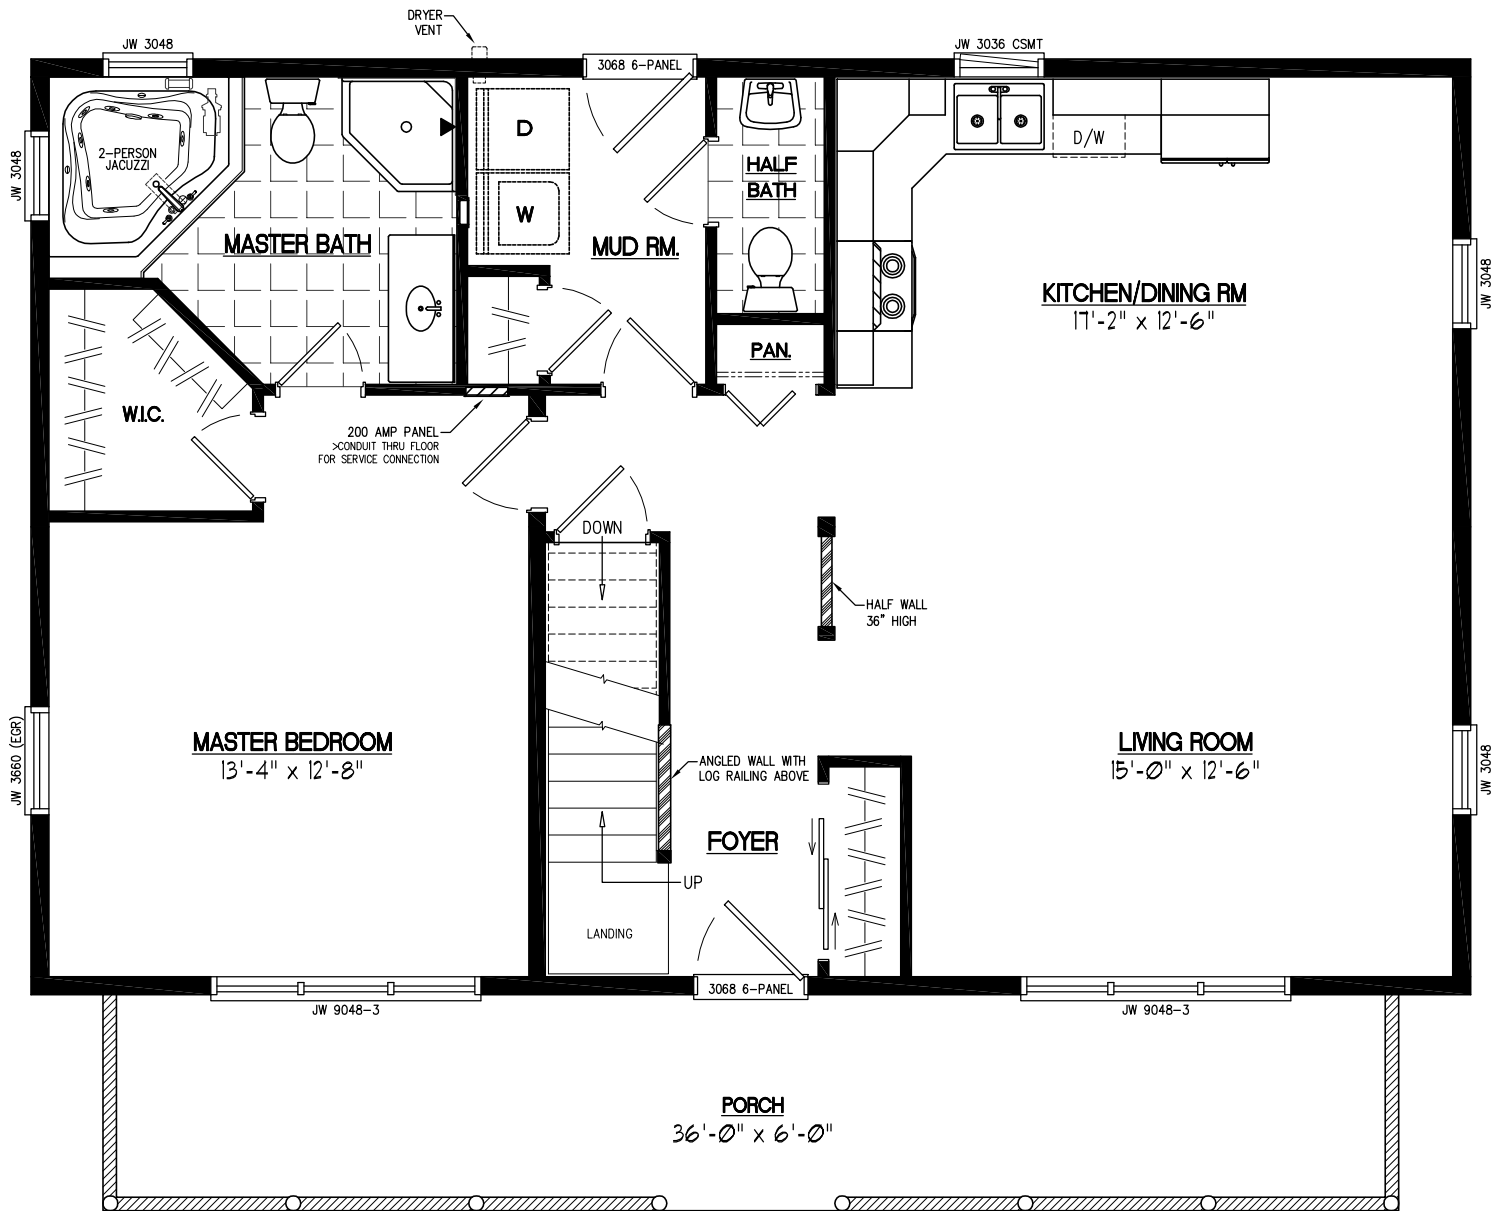 DRYER
VENT
JW 3048
3068 6-PANEL
JW 3036 CSMT
2-PERSON
JACUZZI
JW 3048
D
W
D/W
HALF
BATH
MASTER BATH
MUD RM.
KITCHEN/DINING RM
17'-2" x 12'-6"
JW 3048
PAN.
W.I.C.
200 AMP PANEL
>CONDUIT THRU FLOOR
FOR SERVICE CONNECTION
DOWN
HALF WALL
36" HIGH
MASTER BEDROOM
13'-4" x 12'-8"
JW 3660 (EGR)
ANGLED WALL WITH
LOG RAILING ABOVE
LIVING ROOM
15'-0" x 12'-6"
JW 3048
FOYER
UP
LANDING
3068 6-PANEL
JW 9048-3
JW 9048-3
PORCH
36'-0" x 6'-0"